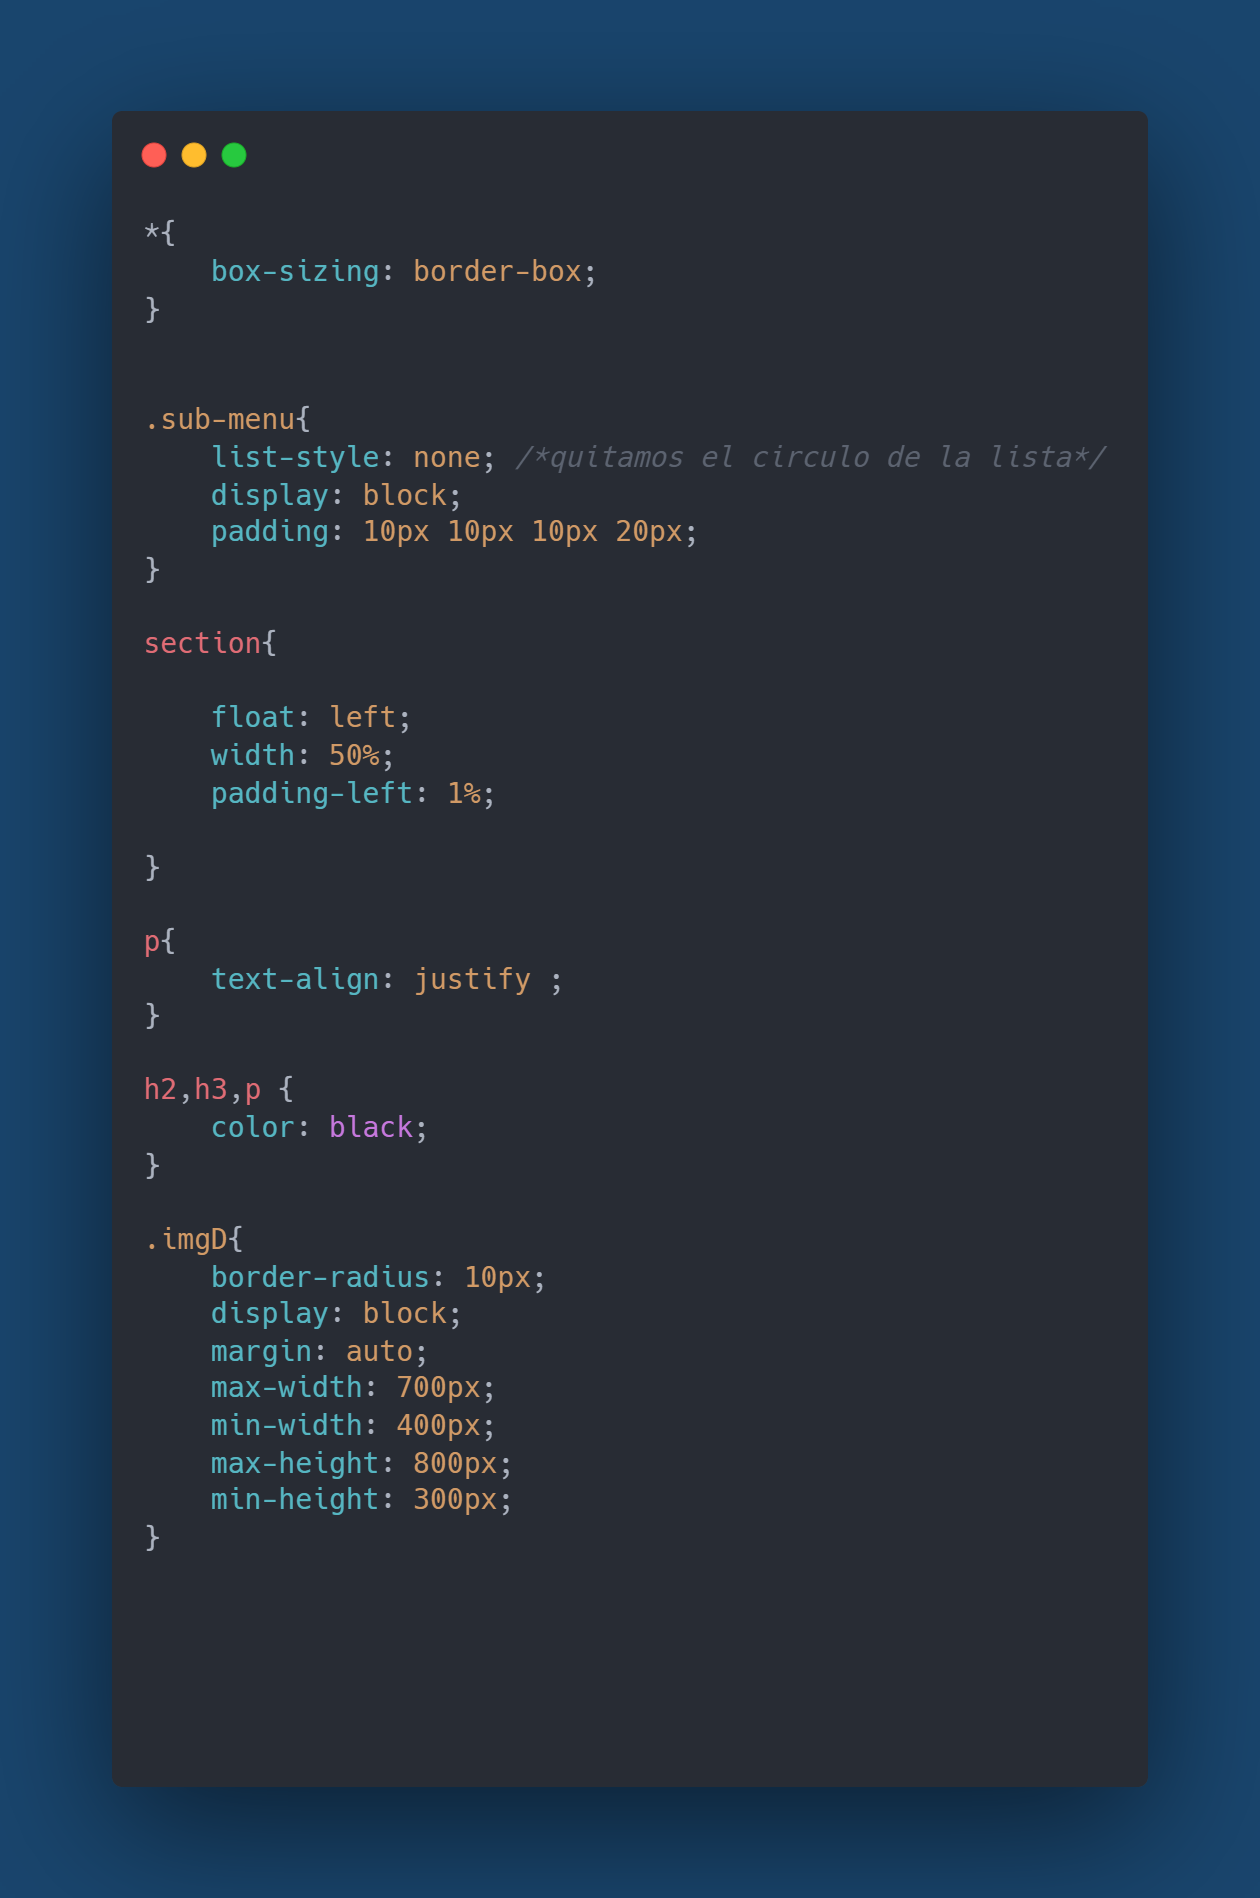 *{
    box-sizing: border-box;
}
.sub-menu{
    list-style: none; /*quitamos el circulo de la lista*/
    display: block;
    padding: 10px 10px 10px 20px;
}
section{
    float: left;
    width: 50%;
    padding-left: 1%;
}
p{
    text-align: justify ;
}
h2,h3,p {
    color: black;
}
.imgD{
    border-radius: 10px;
    display: block;
    margin: auto;
    max-width: 700px;
    min-width: 400px;
    max-height: 800px;
    min-height: 300px;
}